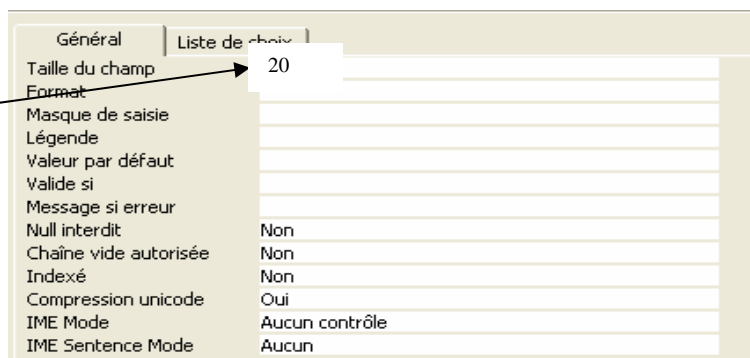 Général Liste de choix
Taille du champ 20
Format
Masque de saisie
Légende
Valeur par défaut
Valide si
Message si erreur
Null interdit Non
Chaîne vide autorisée Non
Indexé Non
Compression unicode Oui
IME Mode Aucun contrôle
IME Sentence Mode Aucun